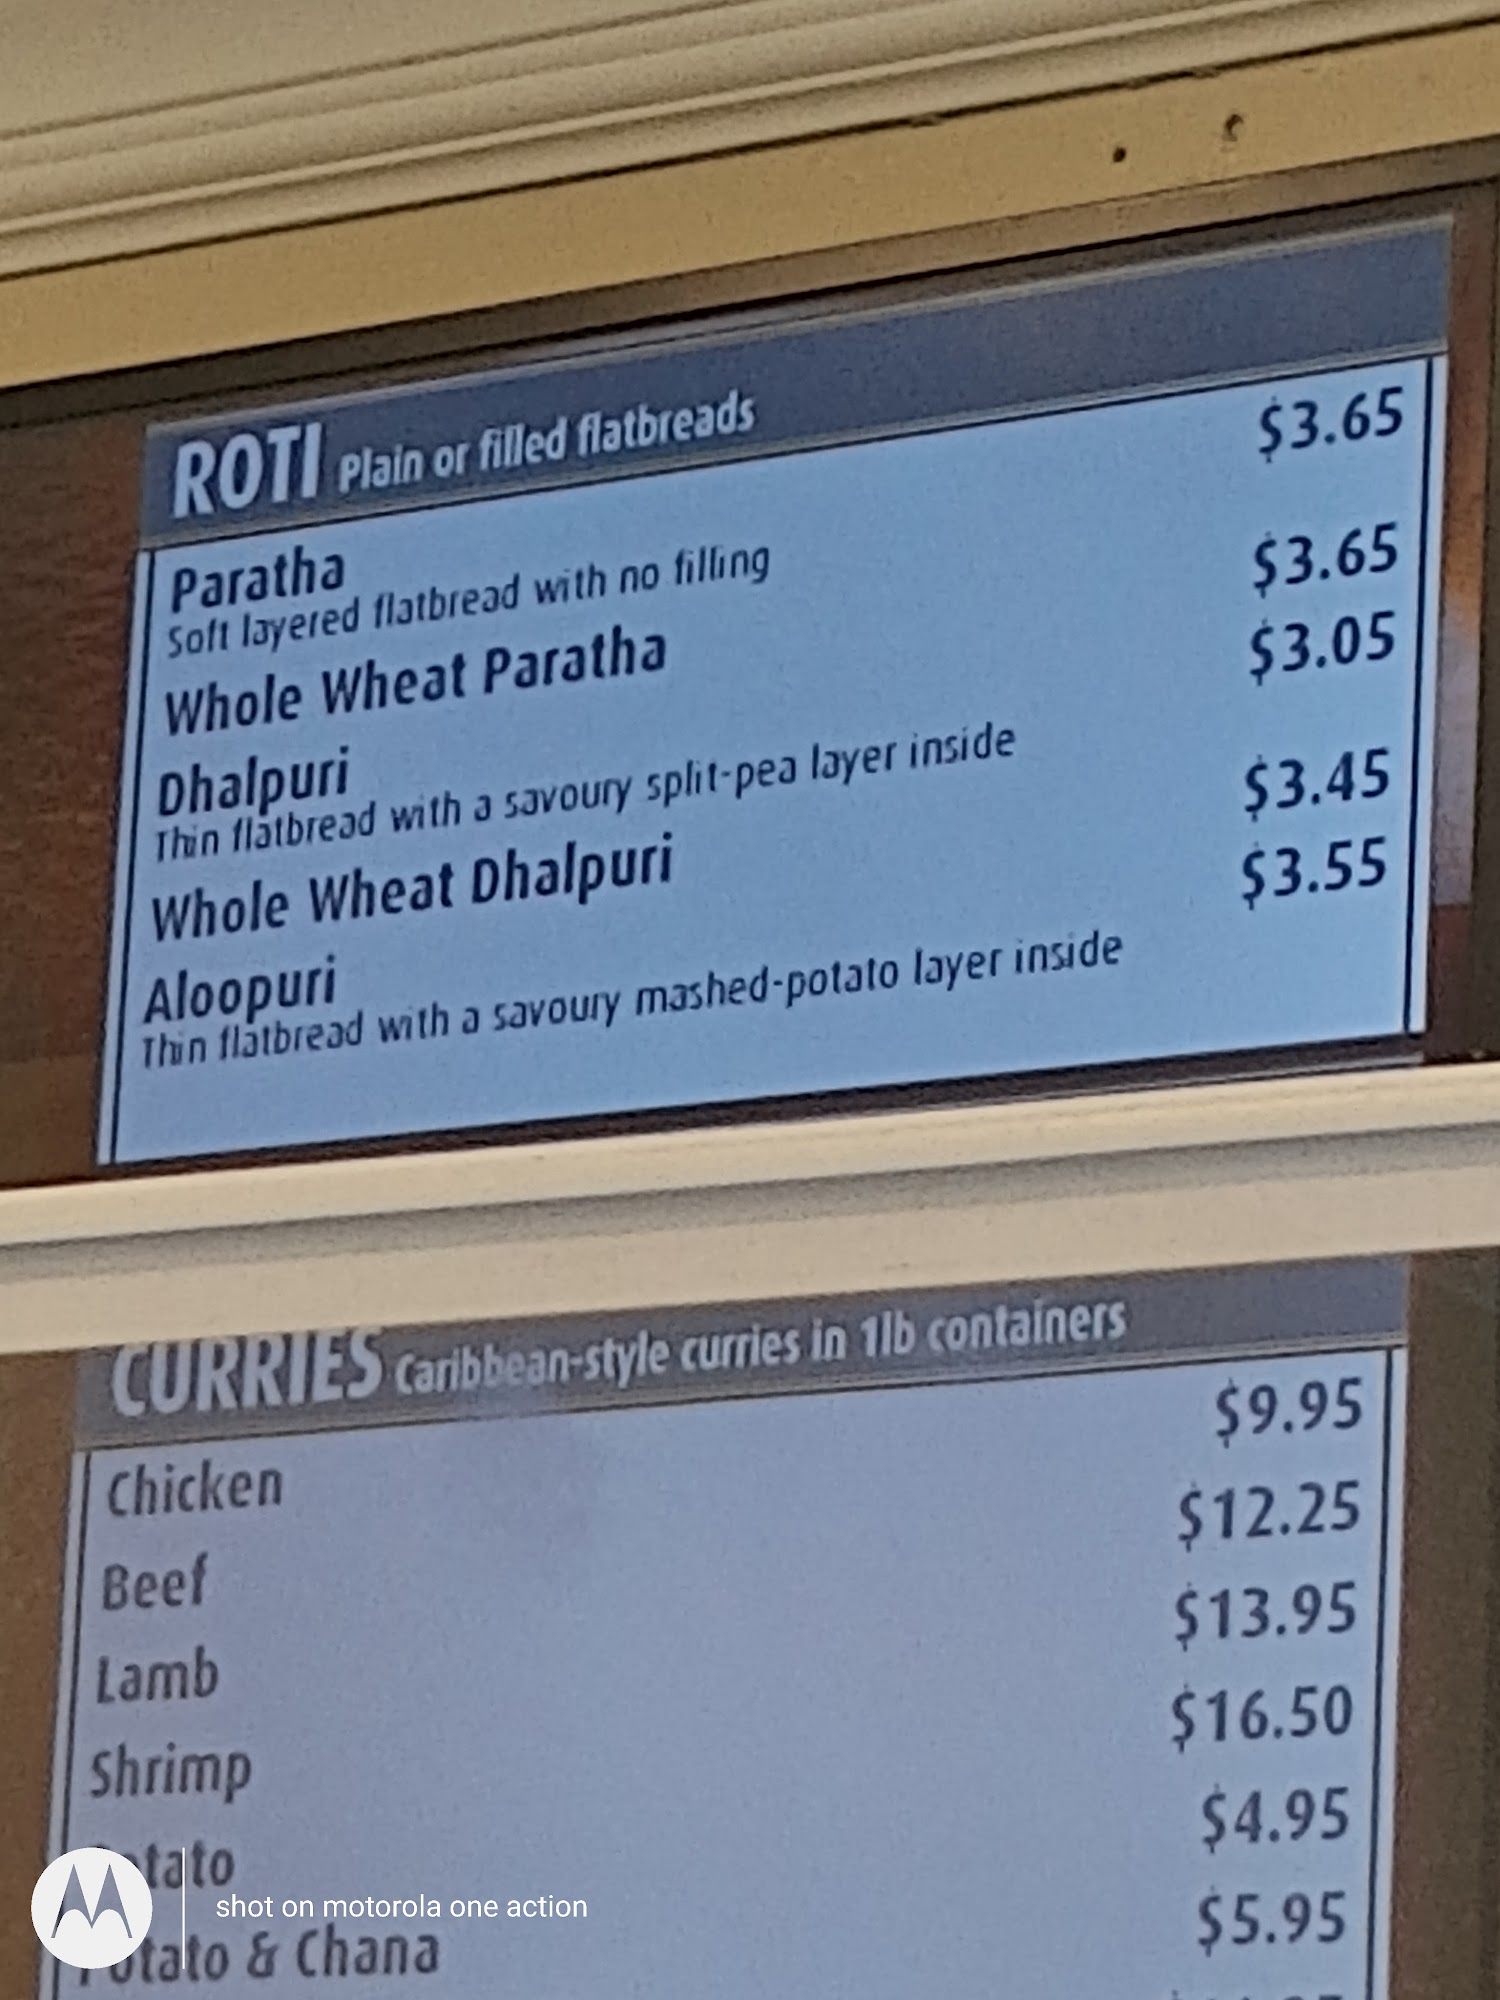 ROTI Plain or filled flatbreads
Paratha $3.65
Soft layered flatbread with no filling
Whole Wheat Paratha $3.65
Dhalpuri $3.05
Thin flatbread with a savoury split-pea layer inside
Whole Wheat Dhalpuri $3.45
Aloopuri $3.55
Thin flatbread with a savoury mashed-potato layer inside
CURRIES Caribbean-style curries in 1lb containers
Chicken $9.95
Beef $12.25
Lamb $13.95
Shrimp $16.50
Potato $4.95
Potato & Chana $5.95
shot on motorola one action